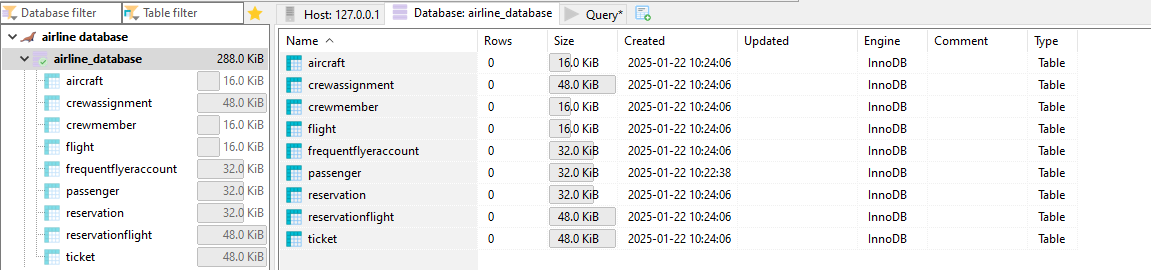 Database filter Table filter Host: 127.0.0.1 Database: airline_database Query*
airline database
airline_database 288.0 KiB
aircraft 16.0 KiB
crewassignment 48.0 KiB
crewmember 16.0 KiB
flight 16.0 KiB
frequentflyeraccount 32.0 KiB
passenger 32.0 KiB
reservation 32.0 KiB
reservationflight 48.0 KiB
ticket 48.0 KiB
Name Rows Size Created Updated Engine Comment Type
aircraft 0 16.0 KiB 2025-01-22 10:24:06 InnoDB Table
crewassignment 0 48.0 KiB 2025-01-22 10:24:06 InnoDB Table
crewmember 0 16.0 KiB 2025-01-22 10:24:06 InnoDB Table
flight 0 16.0 KiB 2025-01-22 10:24:06 InnoDB Table
frequentflyeraccount 0 32.0 KiB 2025-01-22 10:24:06 InnoDB Table
passenger 0 32.0 KiB 2025-01-22 10:22:38 InnoDB Table
reservation 0 32.0 KiB 2025-01-22 10:24:06 InnoDB Table
reservationflight 0 48.0 KiB 2025-01-22 10:24:06 InnoDB Table
ticket 0 48.0 KiB 2025-01-22 10:24:06 InnoDB Table